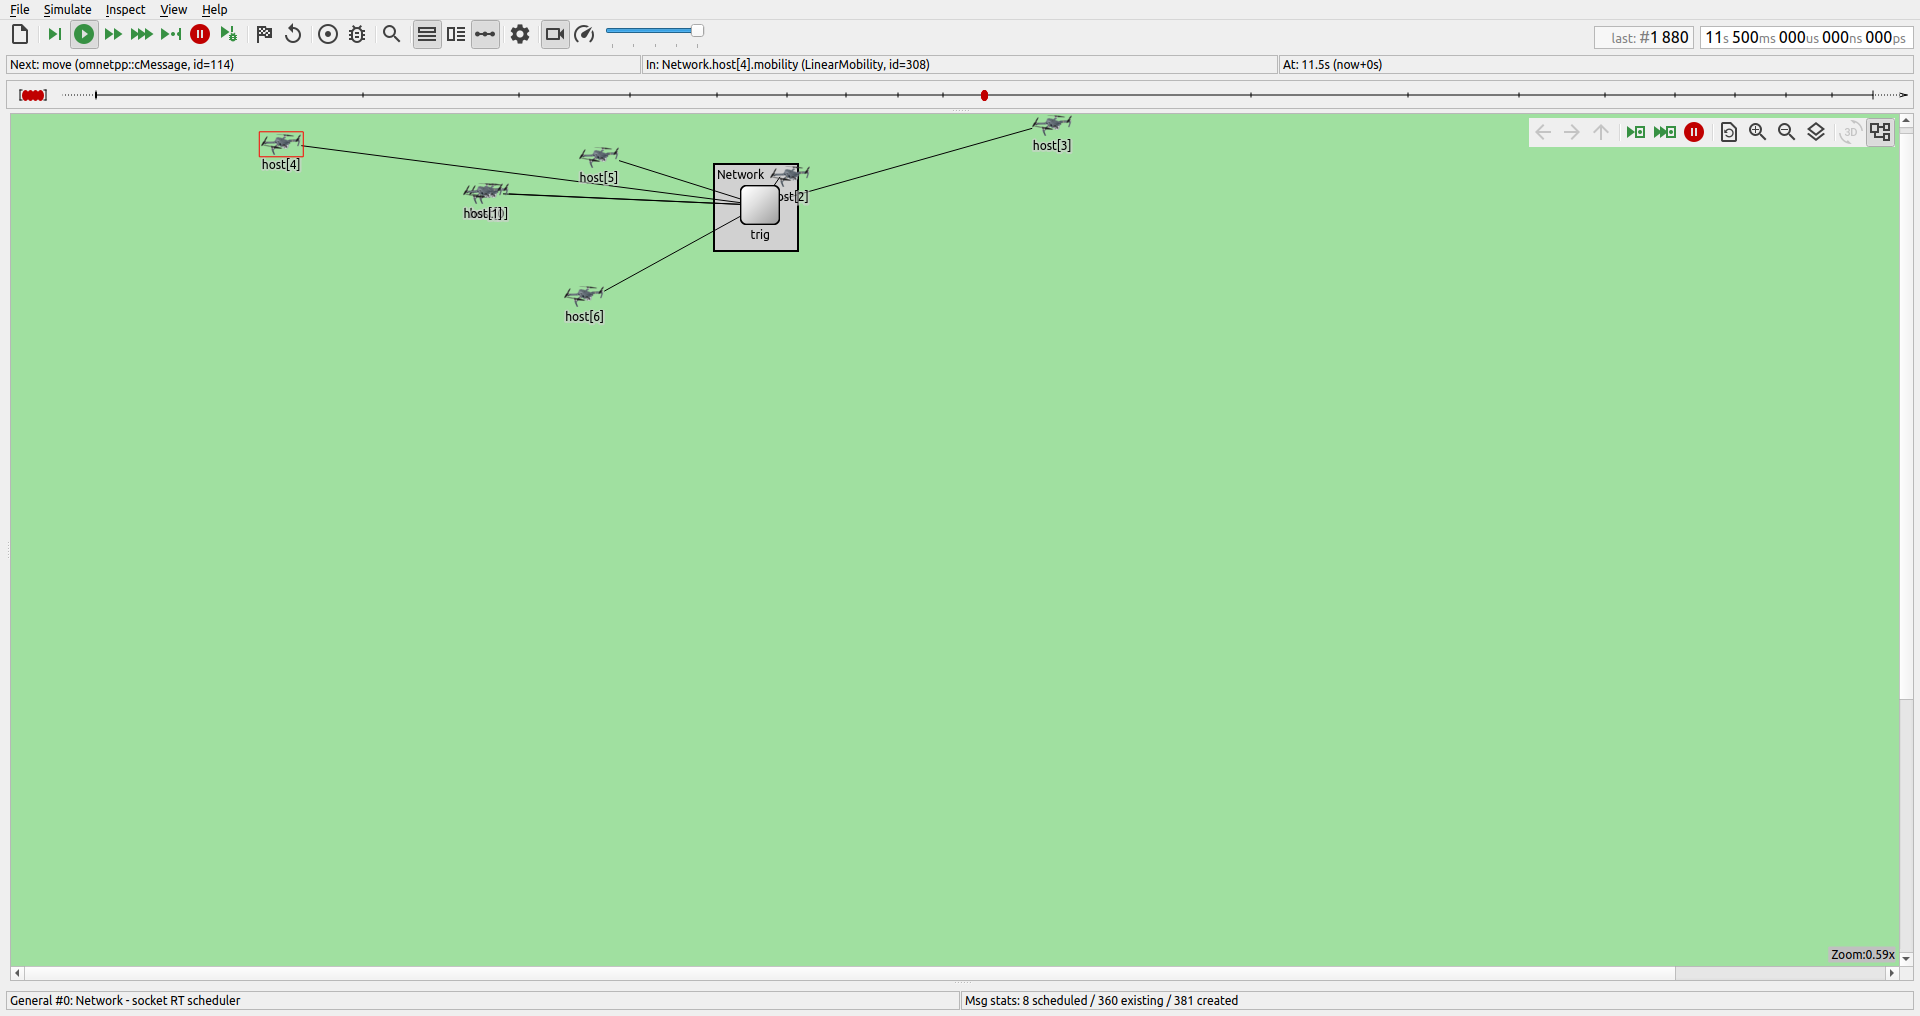 File Simulate Inspect View Help
last: #1 880 11s 500ms 000us 000ns 000ps
Next: move (omnetpp::cMessage, id=114) In: Network.host[4].mobility (LinearMobility, id=308) At: 11.5s (now+0s)
3D
host[3]
host[4]
host[5]
Network
host[1]
ost[2]
trig
host[6]
Zoom:0.59x
General #0: Network - socket RT scheduler Msg stats: 8 scheduled / 360 existing / 381 created